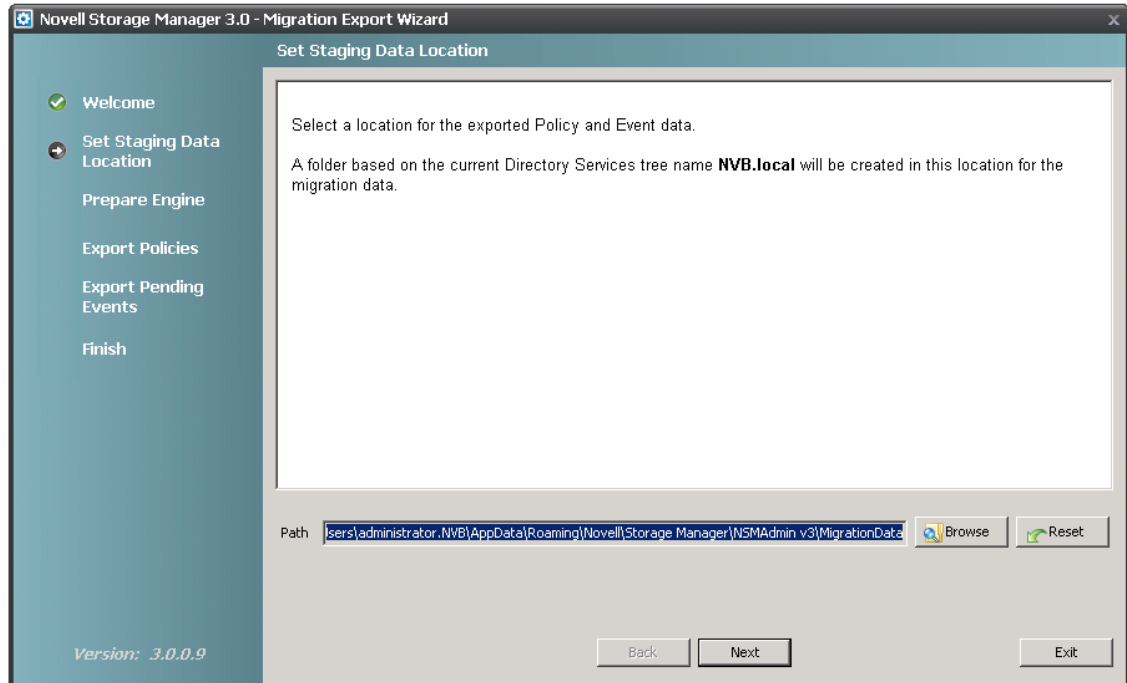 Novell Storage Manager 3.0 - Migration Export Wizard
x
Set Staging Data Location
Welcome
Set Staging Data
Location
Prepare Engine
Export Policies
Export Pending
Events
Finish
Version: 3.0.0.9
Select a location for the exported Policy and Event data.
A folder based on the current Directory Services tree name NVB.local will be created in this location for the
migration data.
Path sers\administrator.NVB\AppData\Roaming\Novell\Storage Manager\NSMAdmin v3\MigrationData Browse Reset
Back Next Exit